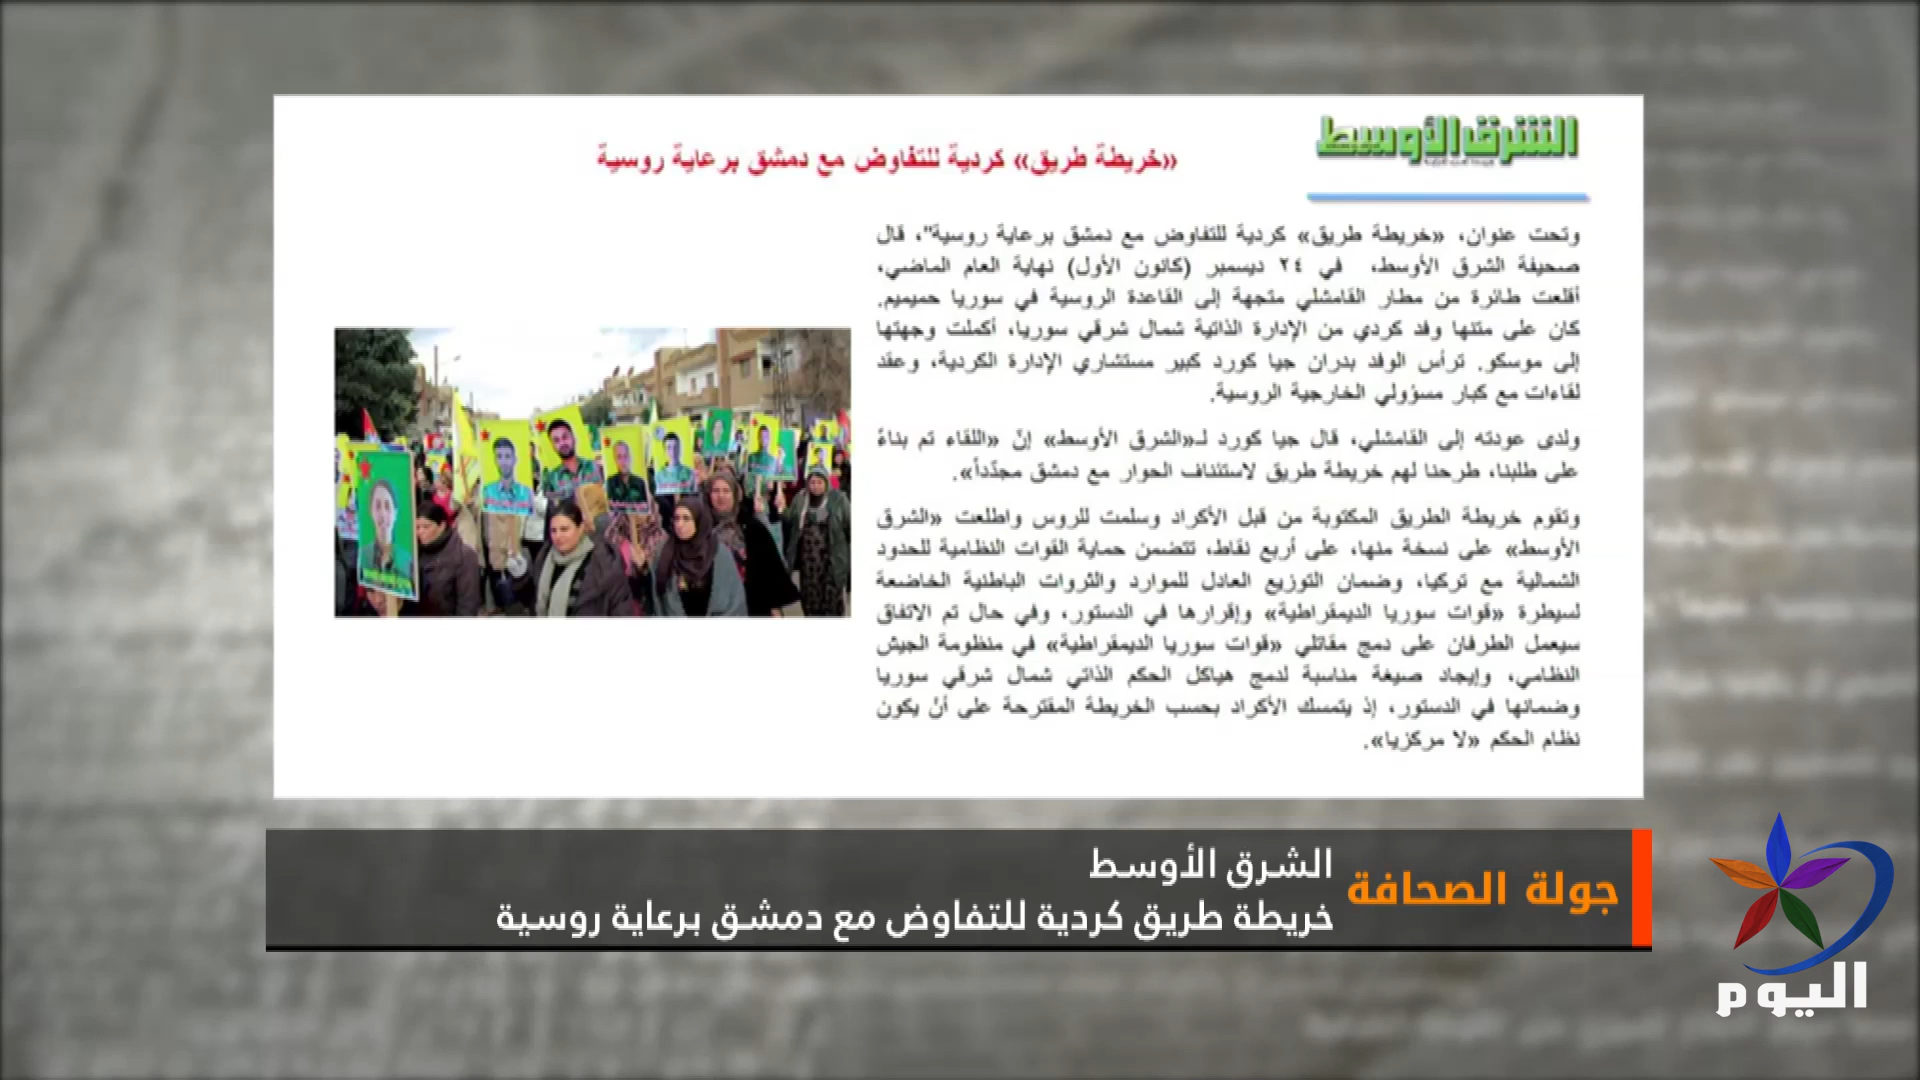 الشرق الأوسط
«خريطة طريق» كردية للتفاوض مع دمشق برعاية روسية
وتحت عنوان، «خريطة طريق» كردية للتفاوض مع دمشق برعاية روسية"، قال
صحيفة الشرق الأوسط، في ٢٤ ديسمبر (كانون الأول) نهاية العام الماضي،
أقلعت طائرة من مطار القامشلي متجهة إلى القاعدة الروسية في سوريا حميميم.
كان على متنها وفد كردي من الإدارة الذاتية شمال شرقي سوريا، أكملت وجهتها
إلى موسكو. ترأس الوفد بدران جيا كورد كبير مستشاري الإدارة الكردية، وعقد
لقاءات مع كبار مسؤولي الخارجية الروسية.
ولدى عودته إلى القامشلي، قال جيا كورد لـ«الشرق الأوسط» إنّ «اللقاء تم بناءً
على طلبنا، طرحنا لهم خريطة طريق لاستئناف الحوار مع دمشق مجدّداً».
وتقوم خريطة الطريق المكتوبة من قبل الأكراد وسلمت للروس واطلعت «الشرق
الأوسط» على نسخة منها، على أربع نقاط، تتضمن حماية القوات النظامية للحدود
الشمالية مع تركيا، وضمان التوزيع العادل للموارد والثروات الباطنية الخاضعة
لسيطرة «قوات سوريا الديمقراطية» وإقرارها في الدستور، وفي حال تم الاتفاق
سيعمل الطرفان على دمج مقاتلي «قوات سوريا الديمقراطية» في منظومة الجيش
النظامي، وإيجاد صيغة مناسبة لدمج هياكل الحكم الذاتي شمال شرقي سوريا
وضمانها في الدستور، إذ يتمسك الأكراد بحسب الخريطة المقترحة على أنْ يكون
نظام الحكم «لا مركزيا».
جولة الصحافة
الشرق الأوسط
خريطة طريق كردية للتفاوض مع دمشق برعاية روسية
اليوم